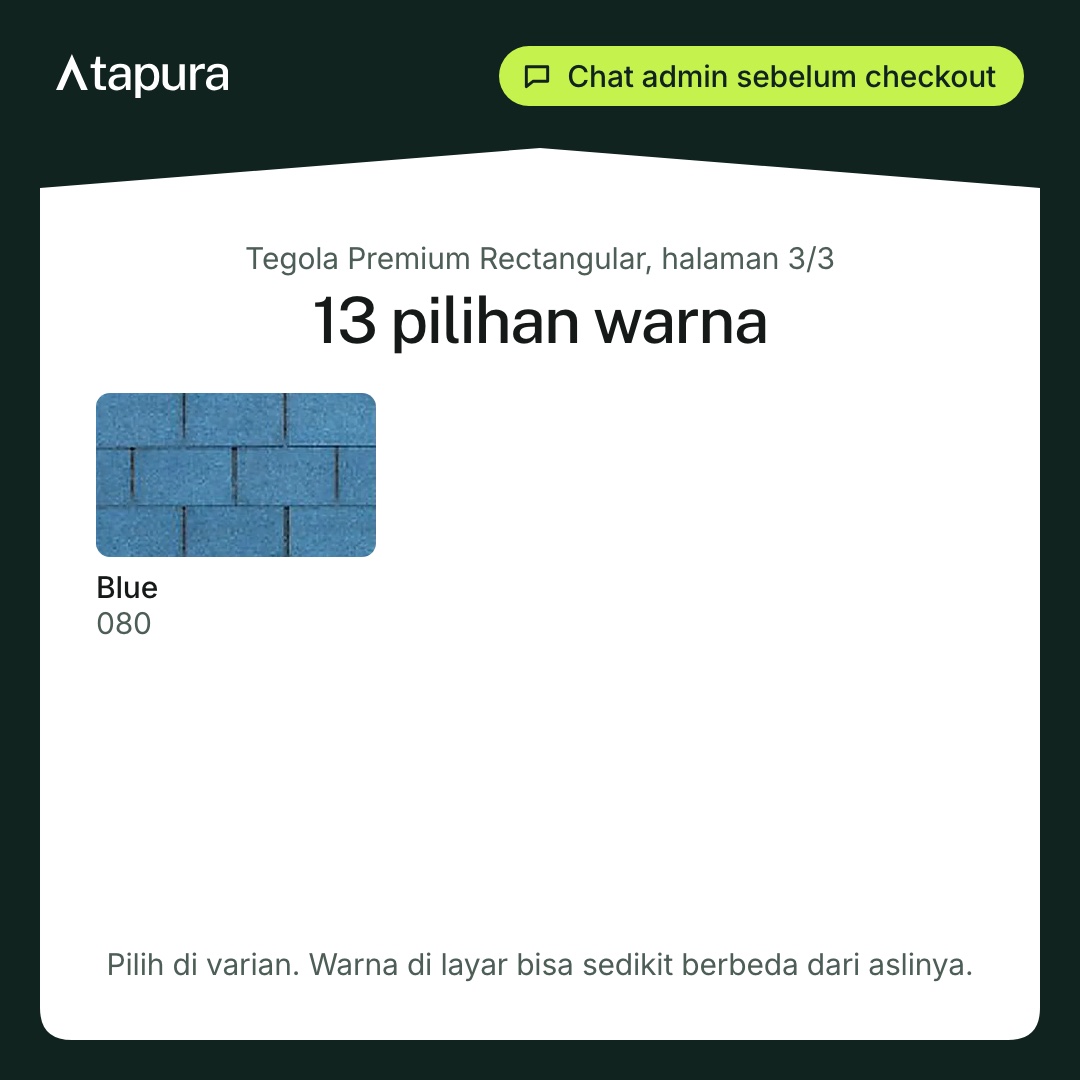 Atapura
Chat admin sebelum checkout
Tegola Premium Rectangular, halaman 3/3
13 pilihan warna
Blue
080
Pilih di varian. Warna di layar bisa sedikit berbeda dari aslinya.